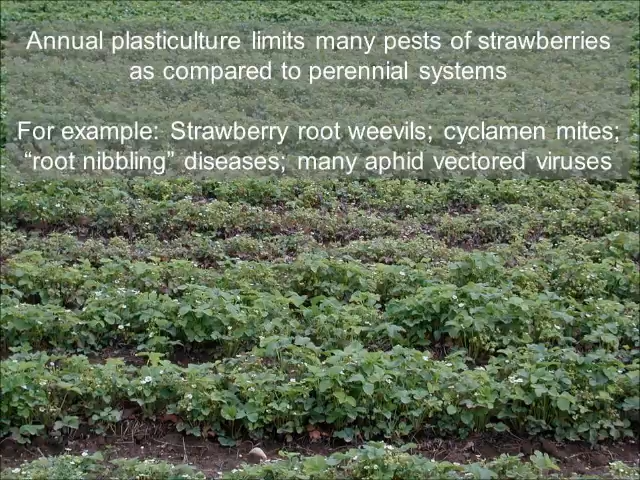 Annual plasticulture limits many pests of strawberries
as compared to perennial systems
For example: Strawberry root weevils; cyclamen mites;
“root nibbling” diseases; many aphid vectored viruses